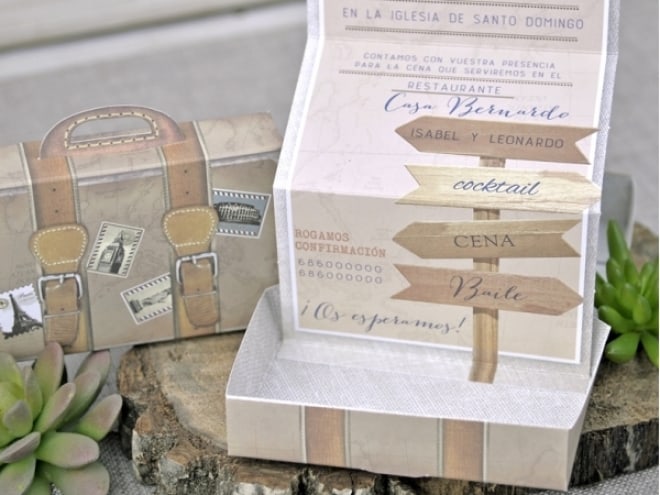 EN LA IGLESIA DE SANTO DOMINGO
CONTAMOS CON VUESTRA PRESENCIA
PARA LA CENA QUE SERVIREMOS EN EL
RESTAURANTE
Casa Bernardo
ISABEL Y LEONARDO
cocktail
CENA
Baile
ROGAMOS
CONFIRMACIÓN
686000000
686000000
¡Os esperamos!